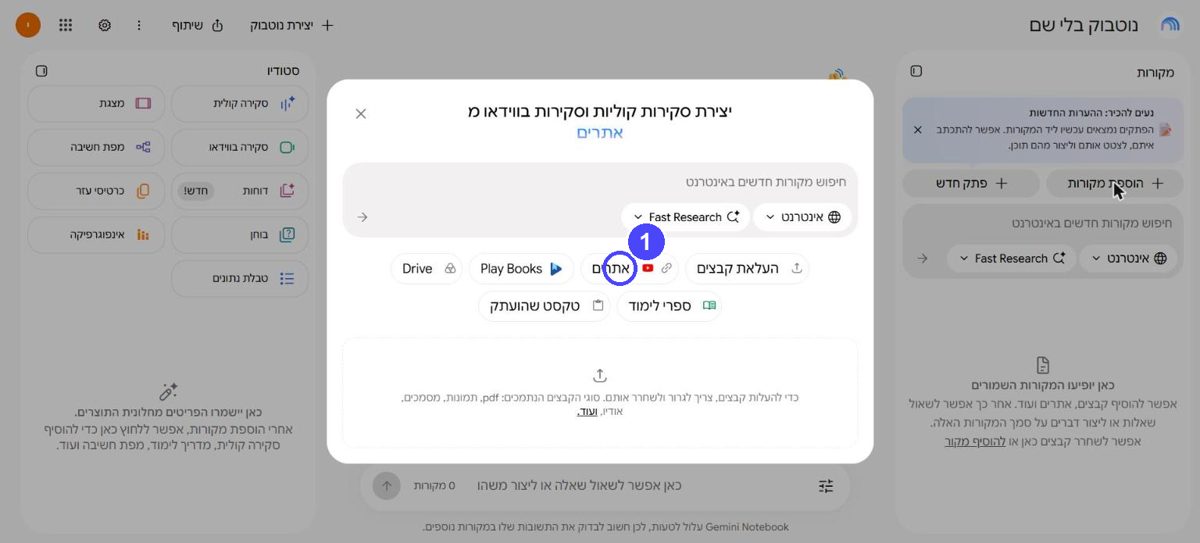 נוטבוק בלי שם
יצירת נוטבוק
שיתוף
מקורות
נעים להכיר: ההערות החדשות
הפתקים נמצאים עכשיו ליד המקורות. אפשר להתכתב
איתם, לצטט אותם וליצור מהם תוכן.
הוספת מקורות
פתק חדש
חיפוש מקורות חדשים באינטרנט
אינטרנט
Fast Research
כאן יופיעו המקורות השמורים
אפשר להוסיף קבצים, אתרים ועוד. אחר כך אפשר לשאול
שאלות או ליצור דברים על סמך המקורות האלה.
אפשר לשחרר קבצים כאן או להוסיף מקור
יצירת סקירות קוליות וסקירות בווידאו מ
אתרים
חיפוש מקורות חדשים באינטרנט
אינטרנט
Fast Research
1
העלאת קבצים
אתרים
Play Books
Drive
ספרי לימוד
טקסט שהועתק
כדי להעלות קבצים, צריך לגרור ולשחרר אותם. סוגי הקבצים הנתמכים: pdf, תמונות, מסמכים,
אודיו, ועוד.
כאן אפשר לשאול שאלה או ליצור משהו
0 מקורות
Gemini Notebook עלול לטעות, לכן חשוב לבדוק את התשובות שלו במקורות נוספים.
סטודיו
סקירה קולית
מצגת
סקירה בווידאו
מפת חשיבה
דוחות
חדש!
כרטיסי עזר
בוחן
אינפוגרפיקה
טבלת נתונים
כאן יישמרו הפריטים מחלונית התוצרים.
אחרי הוספת מקורות, אפשר ללחוץ כאן כדי להוסיף
סקירה קולית, מדריך לימוד, מפת חשיבה ועוד.